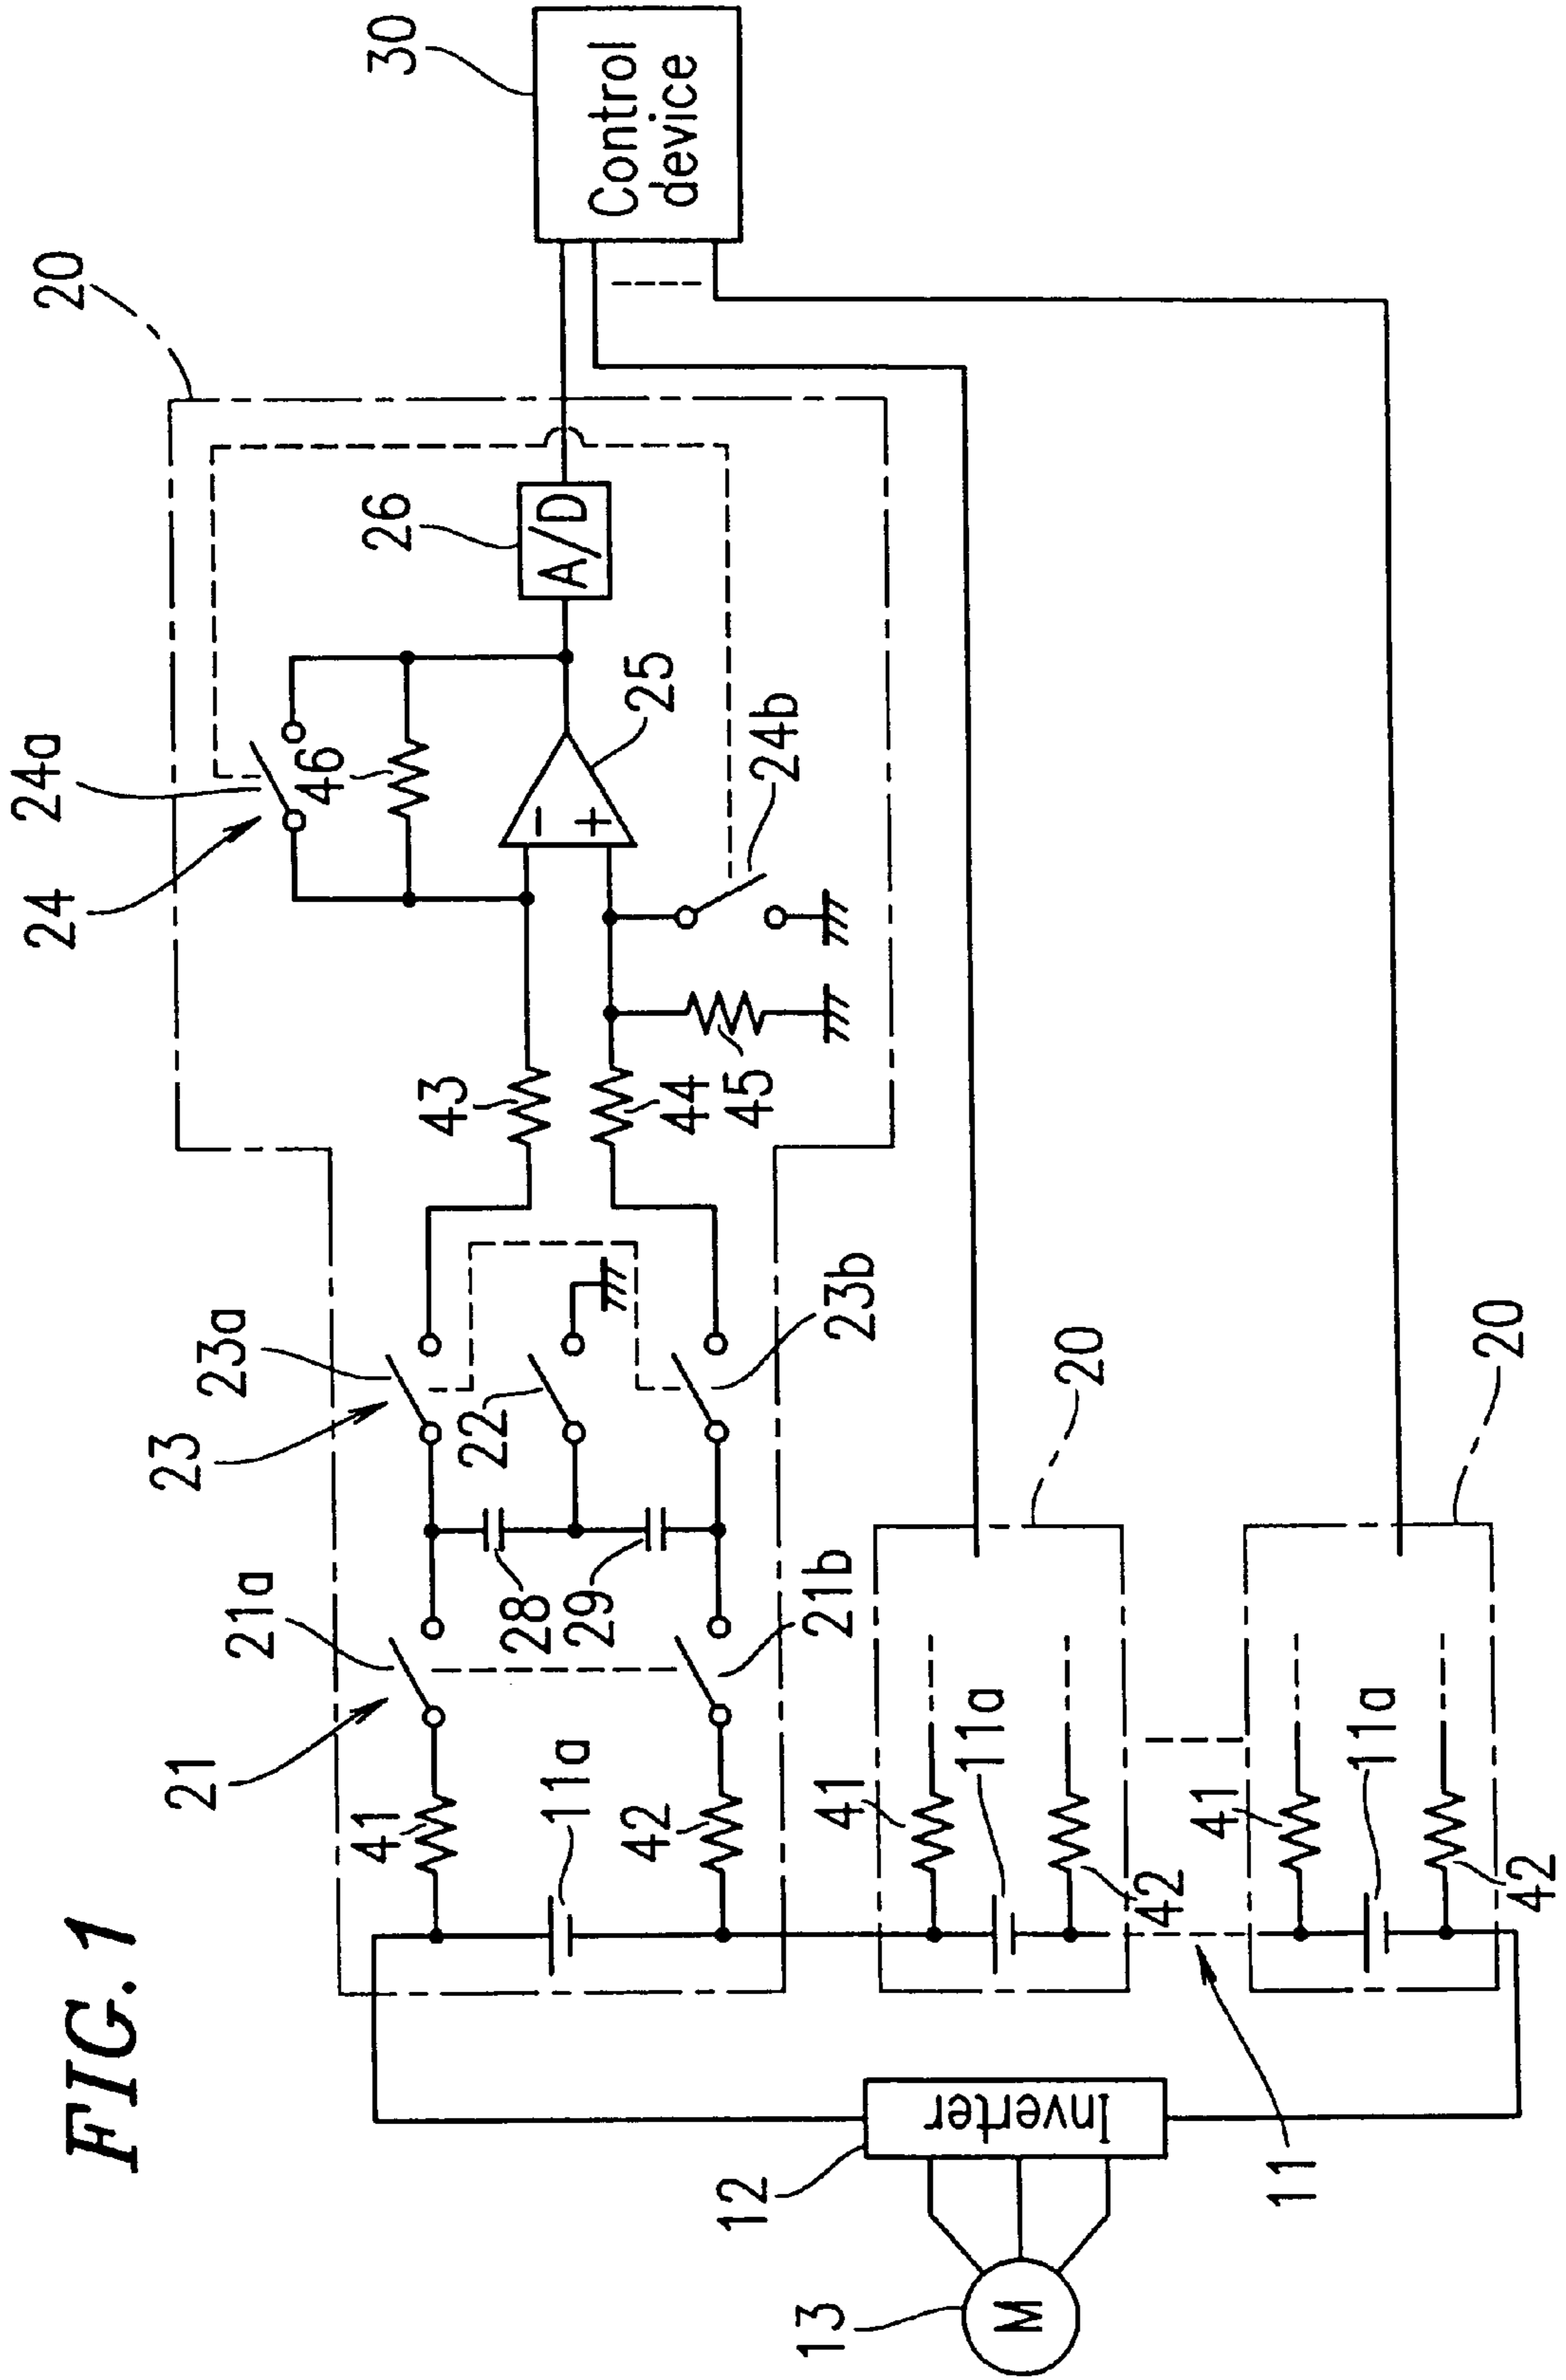 FIG. 1
20
24a
24
46
26
A/D
30
Control
device
25
24b
43
44
45
23
23a
22
23b
21
21a
28
29
21b
41
11a
42
20
41
11a
42
20
41
11a
42
11
12
Inverter
13
M
−
+